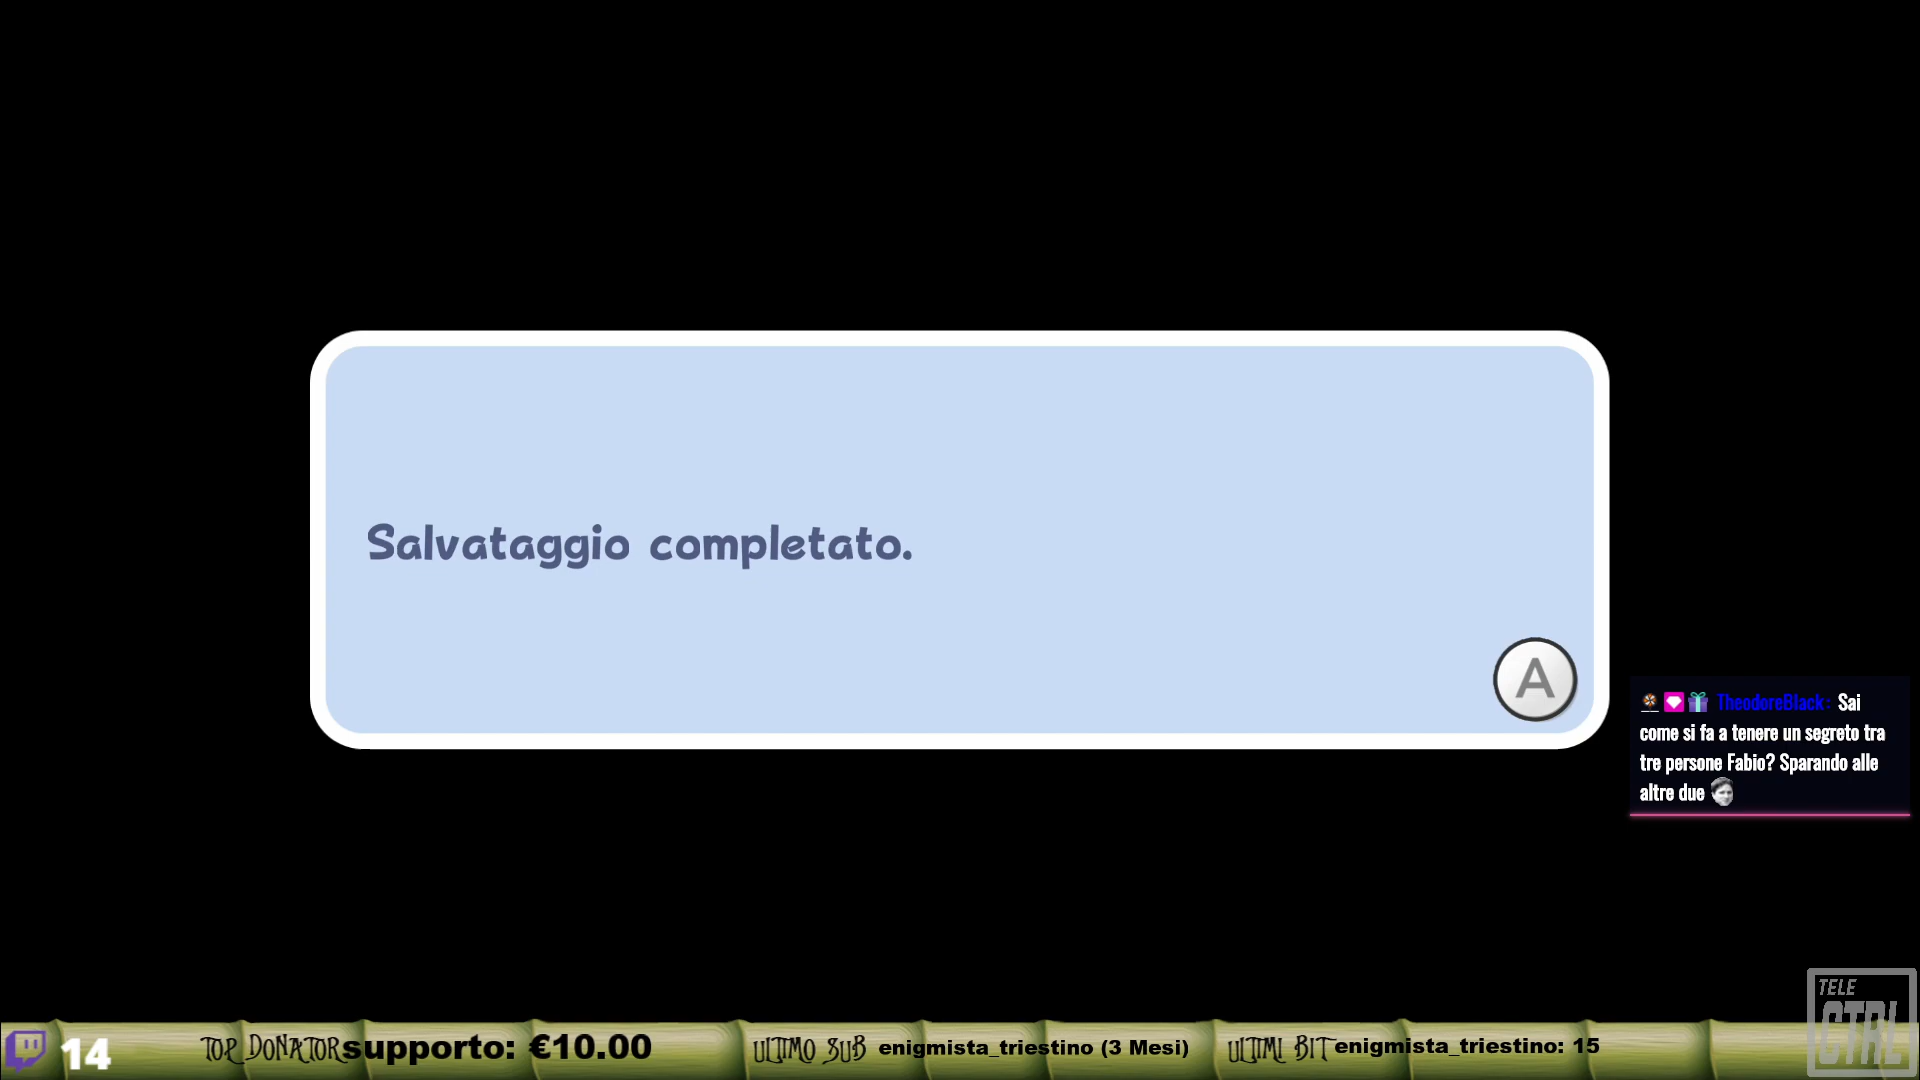 Salvataggio completato.
A
TheodoreBlack: Sai
come si fa a tenere un segreto tra
tre persone Fabio? Sparando alle
altre due
TELE
CTRL
14
TOP DONATOR supporto: €10.00
ULTIMO SUB enigmista_triestino (3 Mesi)
ULTIMI BIT enigmista_triestino: 15